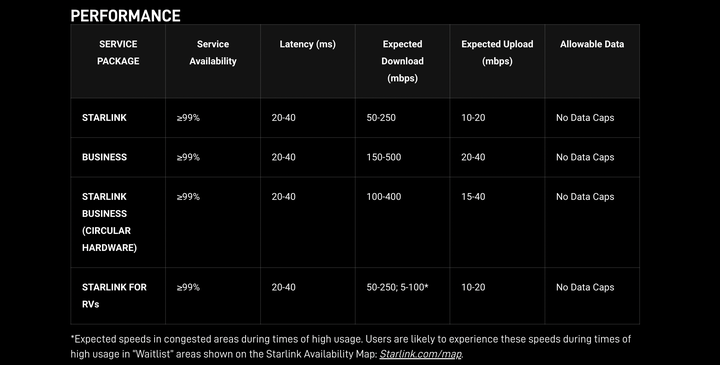 PERFORMANCE
SERVICE PACKAGE Service Availability Latency (ms) Expected Download (mbps) Expected Upload (mbps) Allowable Data
STARLINK ≥99% 20-40 50-250 10-20 No Data Caps
BUSINESS ≥99% 20-40 150-500 20-40 No Data Caps
STARLINK BUSINESS (CIRCULAR HARDWARE) ≥99% 20-40 100-400 15-40 No Data Caps
STARLINK FOR RVs ≥99% 20-40 50-250; 5-100* 10-20 No Data Caps
*Expected speeds in congested areas during times of high usage. Users are likely to experience these speeds during times of
high usage in "Waitlist" areas shown on the Starlink Availability Map: Starlink.com/map.